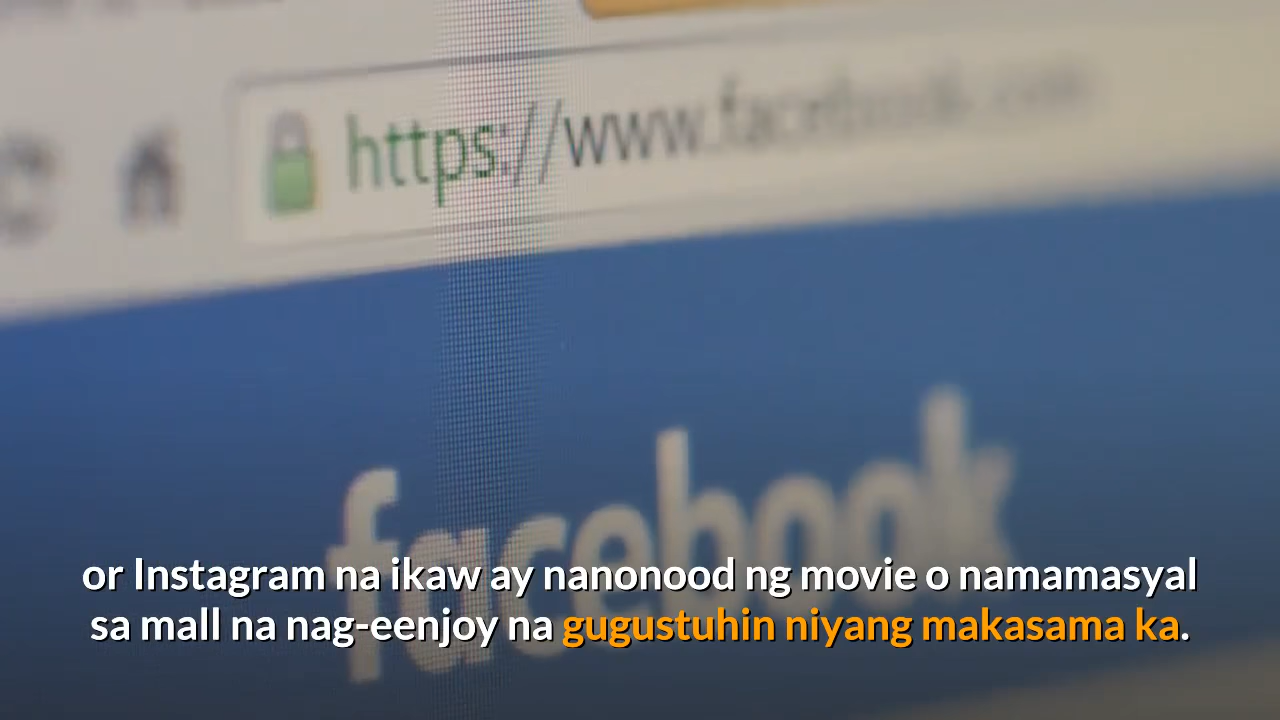 https://www.facebook.com
facebook
or Instagram na ikaw ay nanonood ng movie o namamasyal
sa mall na nag-eenjoy na gugustuhin niyang makasama ka.